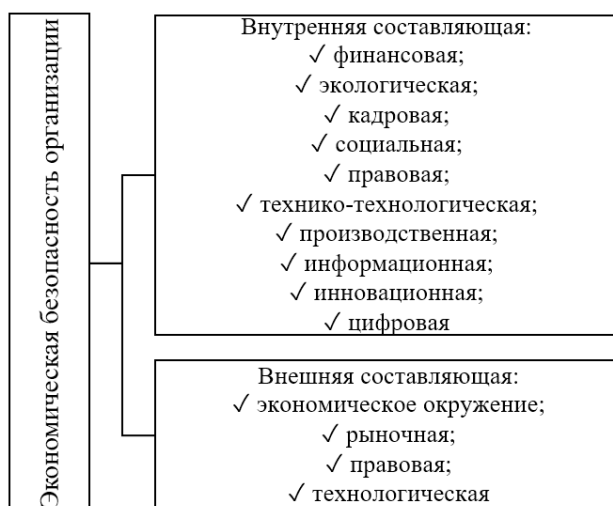 Экономическая безопасность организации
Внутренняя составляющая:
✓ финансовая;
✓ экологическая;
✓ кадровая;
✓ социальная;
✓ правовая;
✓ технико-технологическая;
✓ производственная;
✓ информационная;
✓ инновационная;
✓ цифровая
Внешняя составляющая:
✓ экономическое окружение;
✓ рыночная;
✓ правовая;
✓ технологическая